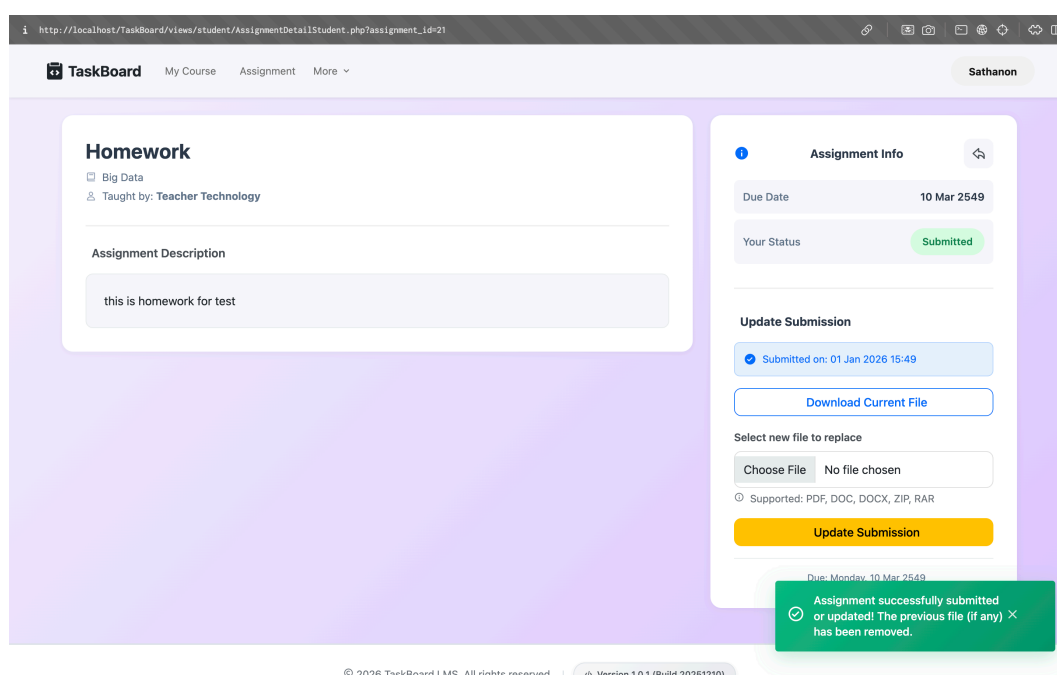 http://localhost/TaskBoard/views/student/AssignmentDetailStudent.php?assignment_id=21
TaskBoard My Course Assignment More Sathanon
Homework
Big Data
Taught by: Teacher Technology
Assignment Description
this is homework for test
Assignment Info
Due Date 10 Mar 2549
Your Status Submitted
Update Submission
Submitted on: 01 Jan 2026 15:49
Download Current File
Select new file to replace
Choose File No file chosen
Supported: PDF, DOC, DOCX, ZIP, RAR
Update Submission
Due: Monday, 10 Mar 2549
Assignment successfully submitted
or updated! The previous file (if any)
has been removed.
© 2026 TaskBoard LMS. All rights reserved. Version 1.0.1 (Build 20251210)